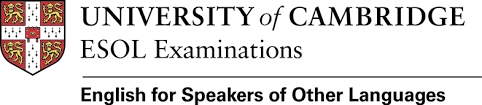 UNIVERSITY of CAMBRIDGE
ESOL Examinations
English for Speakers of Other Languages